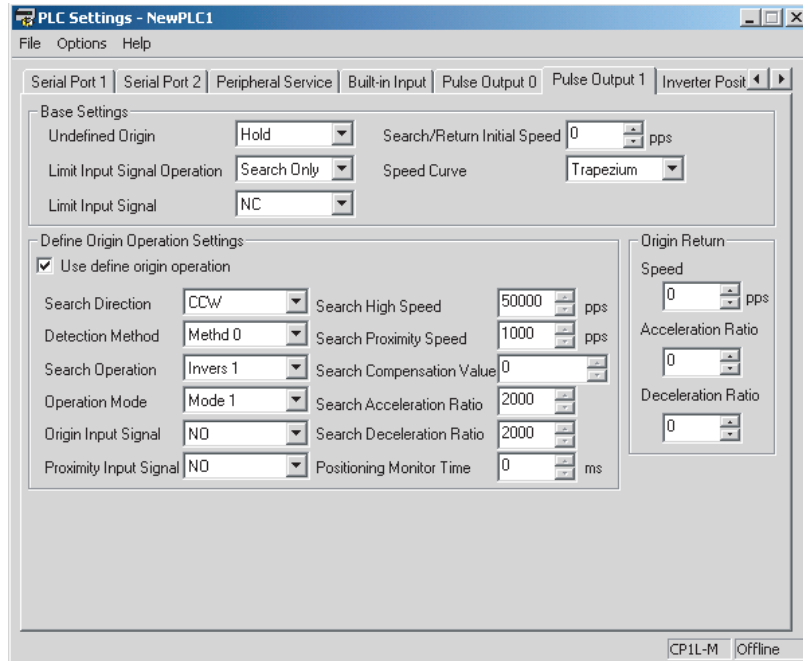 PLC Settings - NewPLC1
File Options Help
Serial Port 1 Serial Port 2 Peripheral Service Built-in Input Pulse Output 0 Pulse Output 1 Inverter Posit
Base Settings
Undefined Origin Hold Search/Return Initial Speed 0 pps
Limit Input Signal Operation Search Only Speed Curve Trapezium
Limit Input Signal NC
Define Origin Operation Settings
Use define origin operation
Search Direction CCW Search High Speed 50000 pps
Detection Method Methd 0 Search Proximity Speed 1000 pps
Search Operation Invers 1 Search Compensation Value 0
Operation Mode Mode 1 Search Acceleration Ratio 2000
Origin Input Signal NO Search Deceleration Ratio 2000
Proximity Input Signal NO Positioning Monitor Time 0 ms
Origin Return
Speed
0 pps
Acceleration Ratio
0
Deceleration Ratio
0
CP1L-M Offline